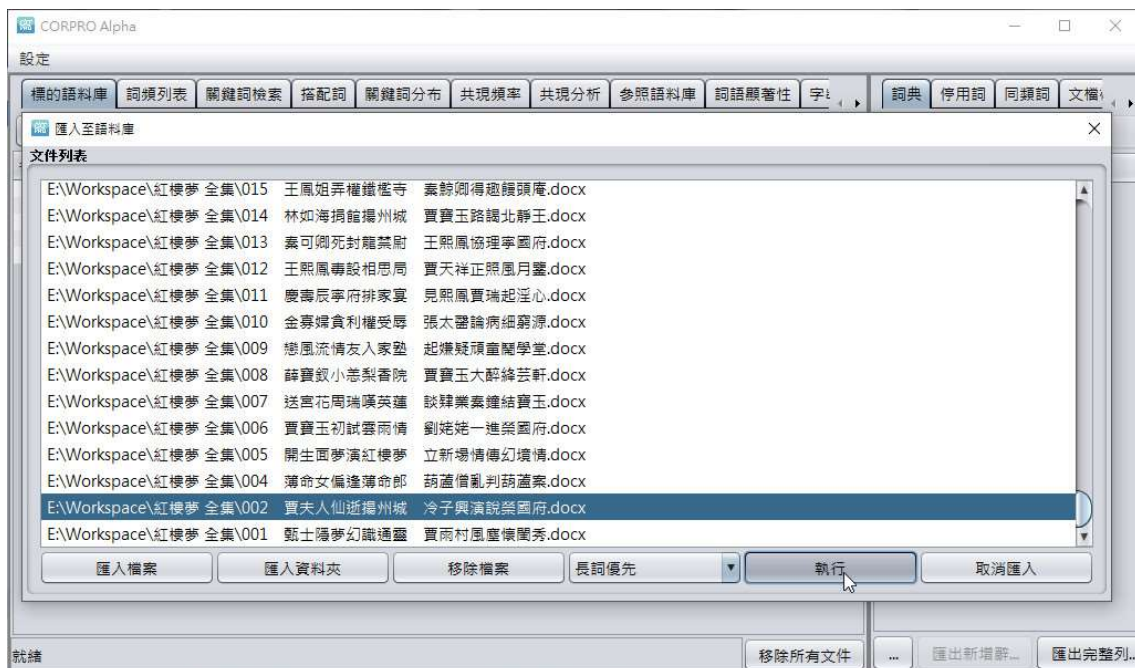 CORPRO Alpha
設定
標的語料庫 詞頻列表 關鍵詞檢索 搭配詞 關鍵詞分布 共現頻率 共現分析 參照語料庫 詞語顯著性 詞典 停用詞 同類詞
匯入至語料庫
文件列表
E:\Workspace\紅樓夢 全集\015 王鳳姐弄權鐵檻寺 秦鯨卿得趣饅頭庵.docx
E:\Workspace\紅樓夢 全集\014 林如海捐館揚州城 賈寶玉路謁北靜王.docx
E:\Workspace\紅樓夢 全集\013 秦可卿死封龍禁尉 王熙鳳協理寧國府.docx
E:\Workspace\紅樓夢 全集\012 王熙鳳毒設相思局 賈天祥正照風月鑒.docx
E:\Workspace\紅樓夢 全集\011 慶壽辰寧府排家宴 見熙鳳賈瑞起淫心.docx
E:\Workspace\紅樓夢 全集\010 金寡婦貪利權受辱 張太醫論病細窮源.docx
E:\Workspace\紅樓夢 全集\009 戀風流情友入家塾 起嫌疑頑童鬧學堂.docx
E:\Workspace\紅樓夢 全集\008 薛寶釵小恙梨香院 賈寶玉大醉絳芸軒.docx
E:\Workspace\紅樓夢 全集\007 送宮花周瑞嘆英蓮 談肄業秦鐘結寶玉.docx
E:\Workspace\紅樓夢 全集\006 賈寶玉初試雲雨情 劉姥姥一進榮國府.docx
E:\Workspace\紅樓夢 全集\005 開生面夢演紅樓夢 立新場情傳幻境情.docx
E:\Workspace\紅樓夢 全集\004 薄命女偏逢薄命郎 葫蘆僧亂判葫蘆案.docx
E:\Workspace\紅樓夢 全集\002 賈夫人仙逝揚州城 冷子興演說榮國府.docx
E:\Workspace\紅樓夢 全集\001 甄士隱夢幻識通靈 賈雨村風塵懷閨秀.docx
匯入檔案 匯入資料夾 移除檔案 長詞優先 執行 取消匯入
就緒 移除所有文件 ... 匯出新增辭... 匯出完整列...